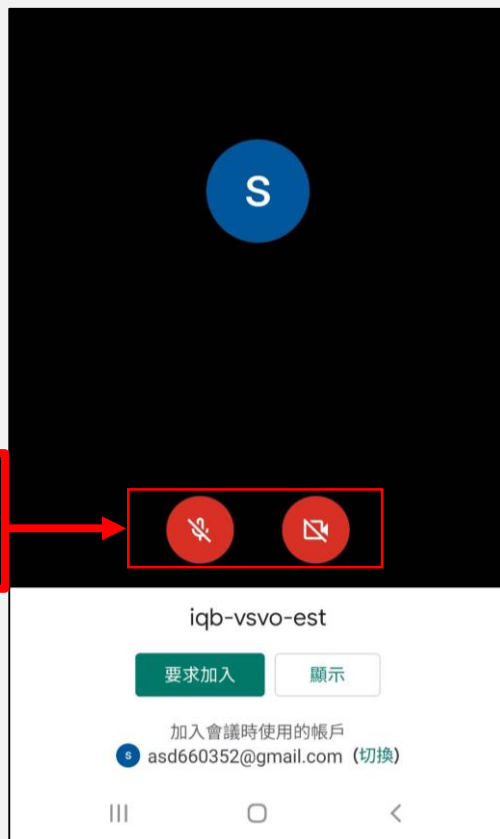 S
iqb-vsvo-est
要求加入
顯示
加入會議時使用的帳戶
s asd660352@gmail.com (切換)